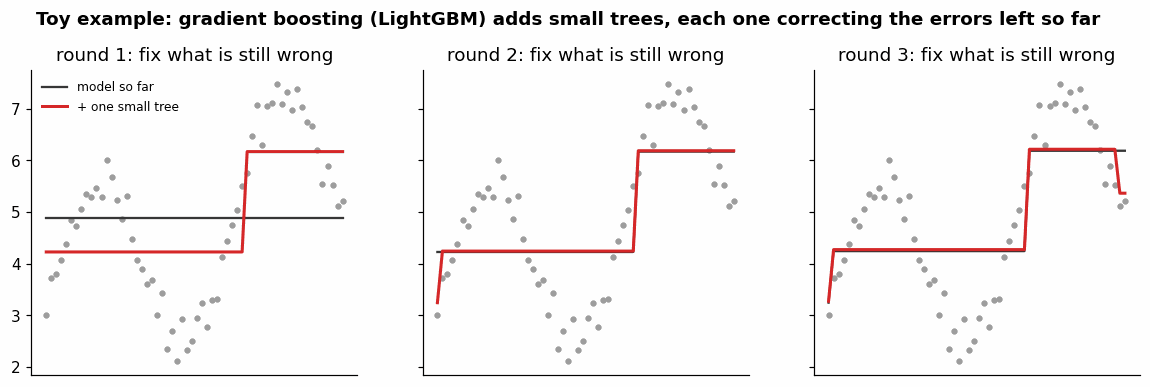 Toy example: gradient boosting (LightGBM) adds small trees, each one correcting the errors left so far
round 1: fix what is still wrong
round 2: fix what is still wrong
round 3: fix what is still wrong
model so far
+ one small tree
7
6
5
4
3
2